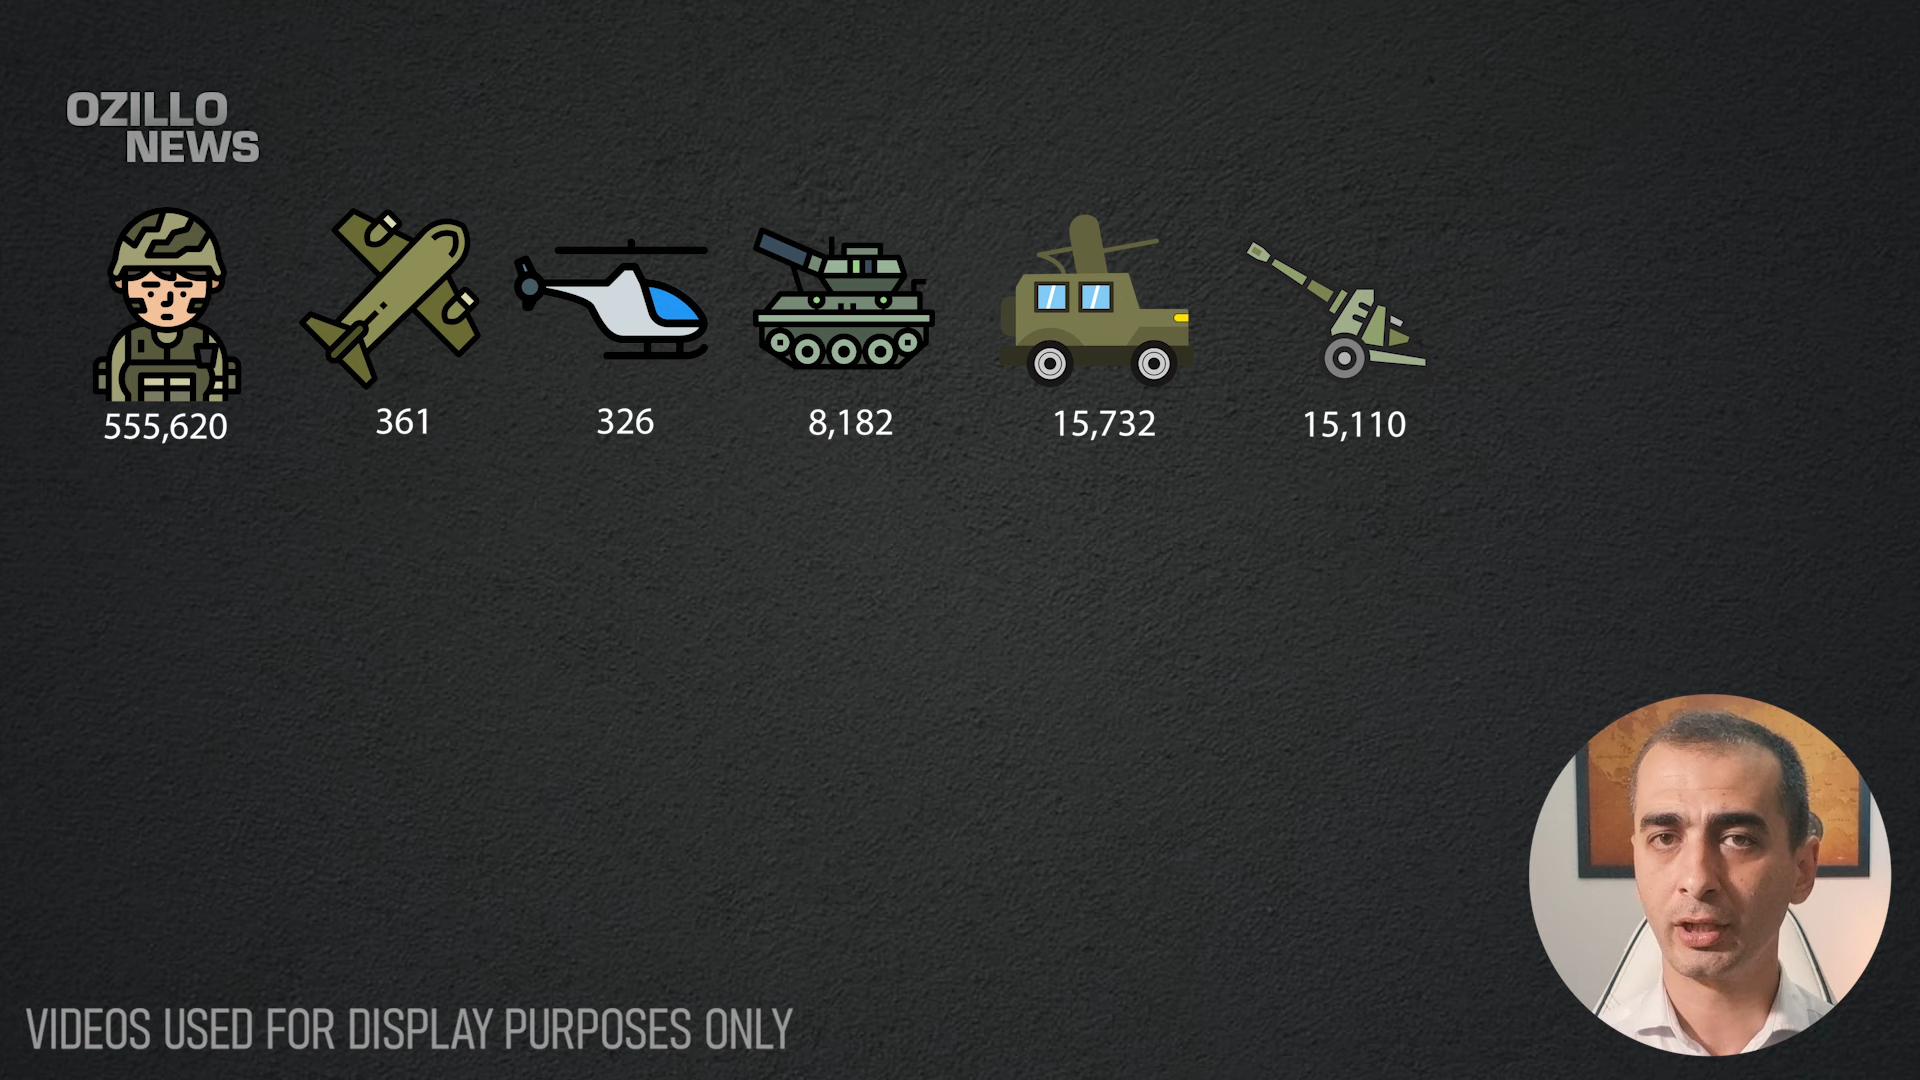 OZILLO
NEWS
555,620
361
326
8,182
15,732
15,110
VIDEOS USED FOR DISPLAY PURPOSES ONLY